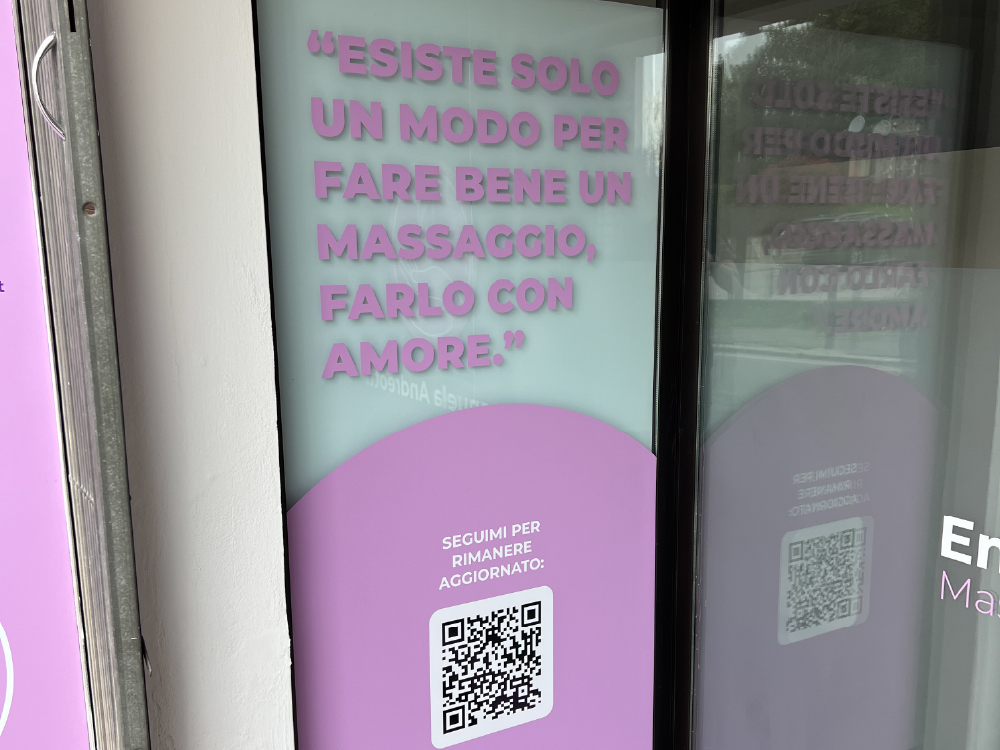 “ESISTE SOLO
UN MODO PER
FARE BENE UN
MASSAGGIO,
FARLO CON
AMORE.”
SEGUIMI PER
RIMANERE
AGGIORNATO: